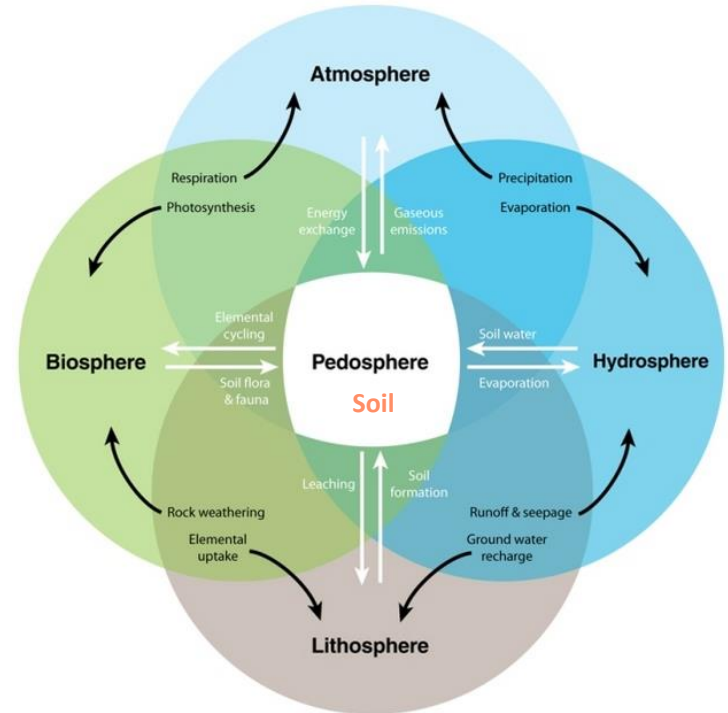 Atmosphere
Respiration
Photosynthesis
Energy
exchange
Gaseous
emissions
Precipitation
Evaporation
Elemental
cycling
Soil flora
& fauna
Biosphere
Pedosphere
Soil
Soil water
Evaporation
Hydrosphere
Leaching
Soil
formation
Rock weathering
Elemental
uptake
Runoff & seepage
Ground water
recharge
Lithosphere